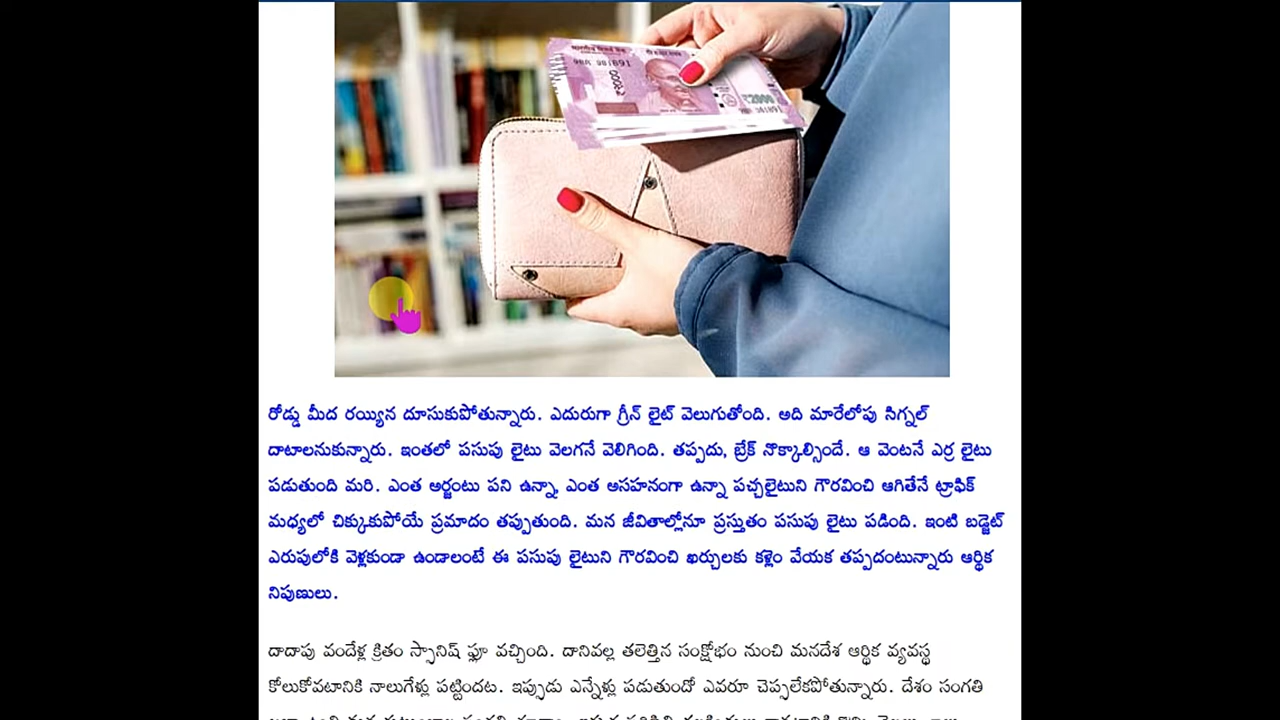 9BA 981891
₹2000
రోడ్డు మీద రయ్యిన దూసుకుపోతున్నారు. ఎదురుగా గ్రీన్ లైట్ వెలుగుతోంది. అది మారేలోపు సిగ్నల్
దాటాలనుకున్నారు. ఇంతలో పసుపు లైటు వెలగనే వెలిగింది. తప్పదు, బ్రేక్ నొక్కాల్సిందే. ఆ వెంటనే ఎర్ర లైటు
పడుతుంది మరి. ఎంత అర్జంటు పని ఉన్నా, ఎంత అసహనంగా ఉన్నా పచ్చలైటుని గౌరవించి ఆగితేనే ట్రాఫిక్
మధ్యలో చిక్కుకుపోయే ప్రమాదం తప్పుతుంది. మన జీవితాల్లోనూ ప్రస్తుతం పసుపు లైటు పడింది. ఇంటి బడ్జెట్
ఎరుపులోకి వెళ్లకుండా ఉండాలంటే ఈ పసుపు లైటుని గౌరవించి ఖర్చులకు కళ్లెం వేయక తప్పదంటున్నారు ఆర్థిక
నిపుణులు.
దాదాపు వందేళ్ల క్రితం స్పానిష్ ఫ్లూ వచ్చింది. దానివల్ల తలెత్తిన సంక్షోభం నుంచి మనదేశ ఆర్థిక వ్యవస్థ
కోలుకోవటానికి నాలుగేళ్లు పట్టిందట. ఇప్పుడు ఎన్నేళ్లు పడుతుందో ఎవరూ చెప్పలేకపోతున్నారు. దేశం సంగతి